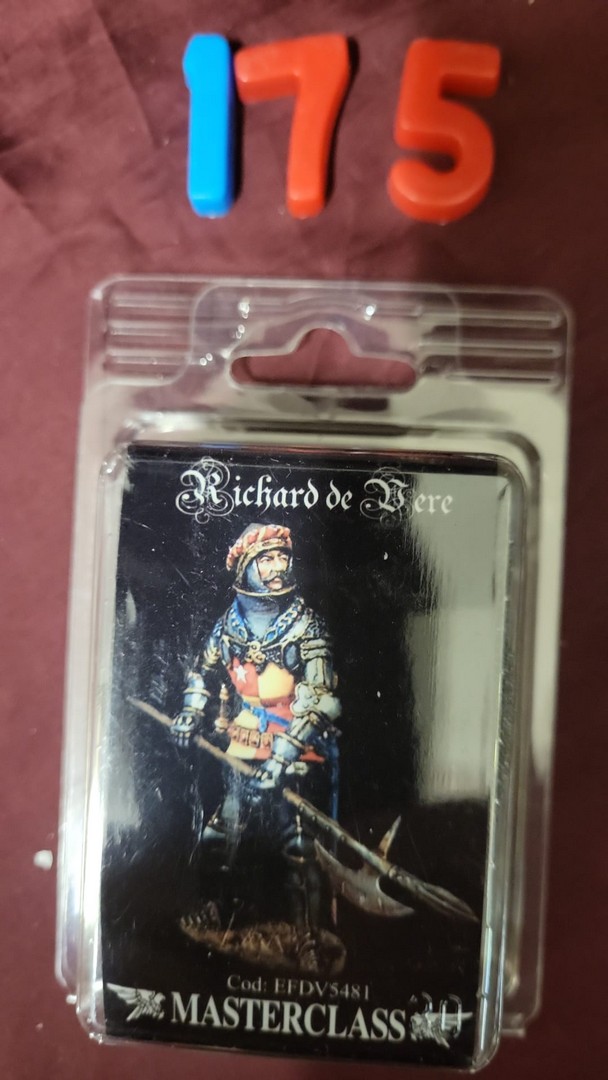 175
Richard de Vere
Cod: EFDV5481
MASTERCLASS